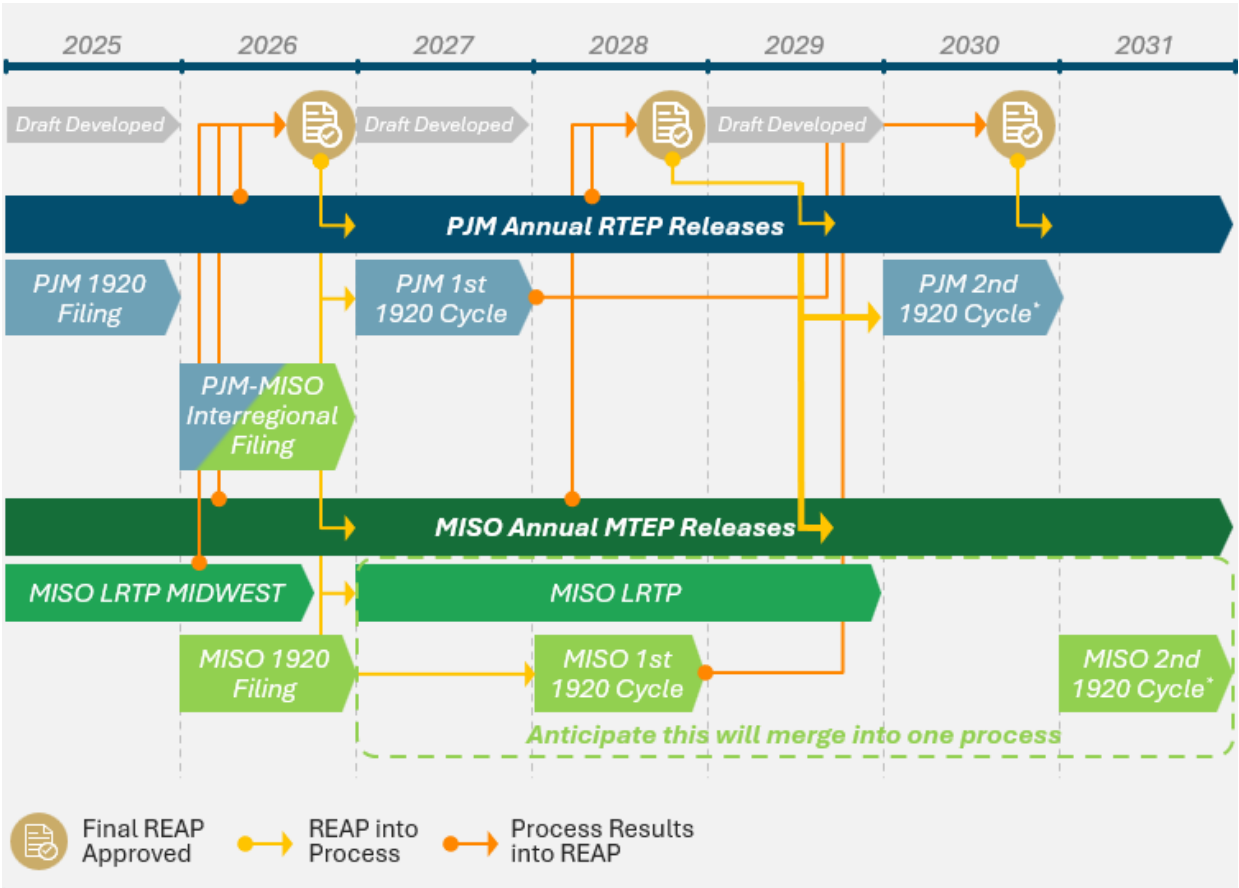 2025
2026
2027
2028
2029
2030
2031
Draft Developed
Draft Developed
Draft Developed
PJM Annual RTEP Releases
PJM 1920
Filing
PJM 1st
1920 Cycle
PJM 2nd
1920 Cycle*
PJM-MISO
Interregional
Filing
MISO Annual MTEP Releases
MISO LRTP MIDWEST
MISO LRTP
MISO 1920
Filing
MISO 1st
1920 Cycle
MISO 2nd
1920 Cycle*
Anticipate this will merge into one process
Final REAP
Approved
REAP into
Process
Process Results
into REAP